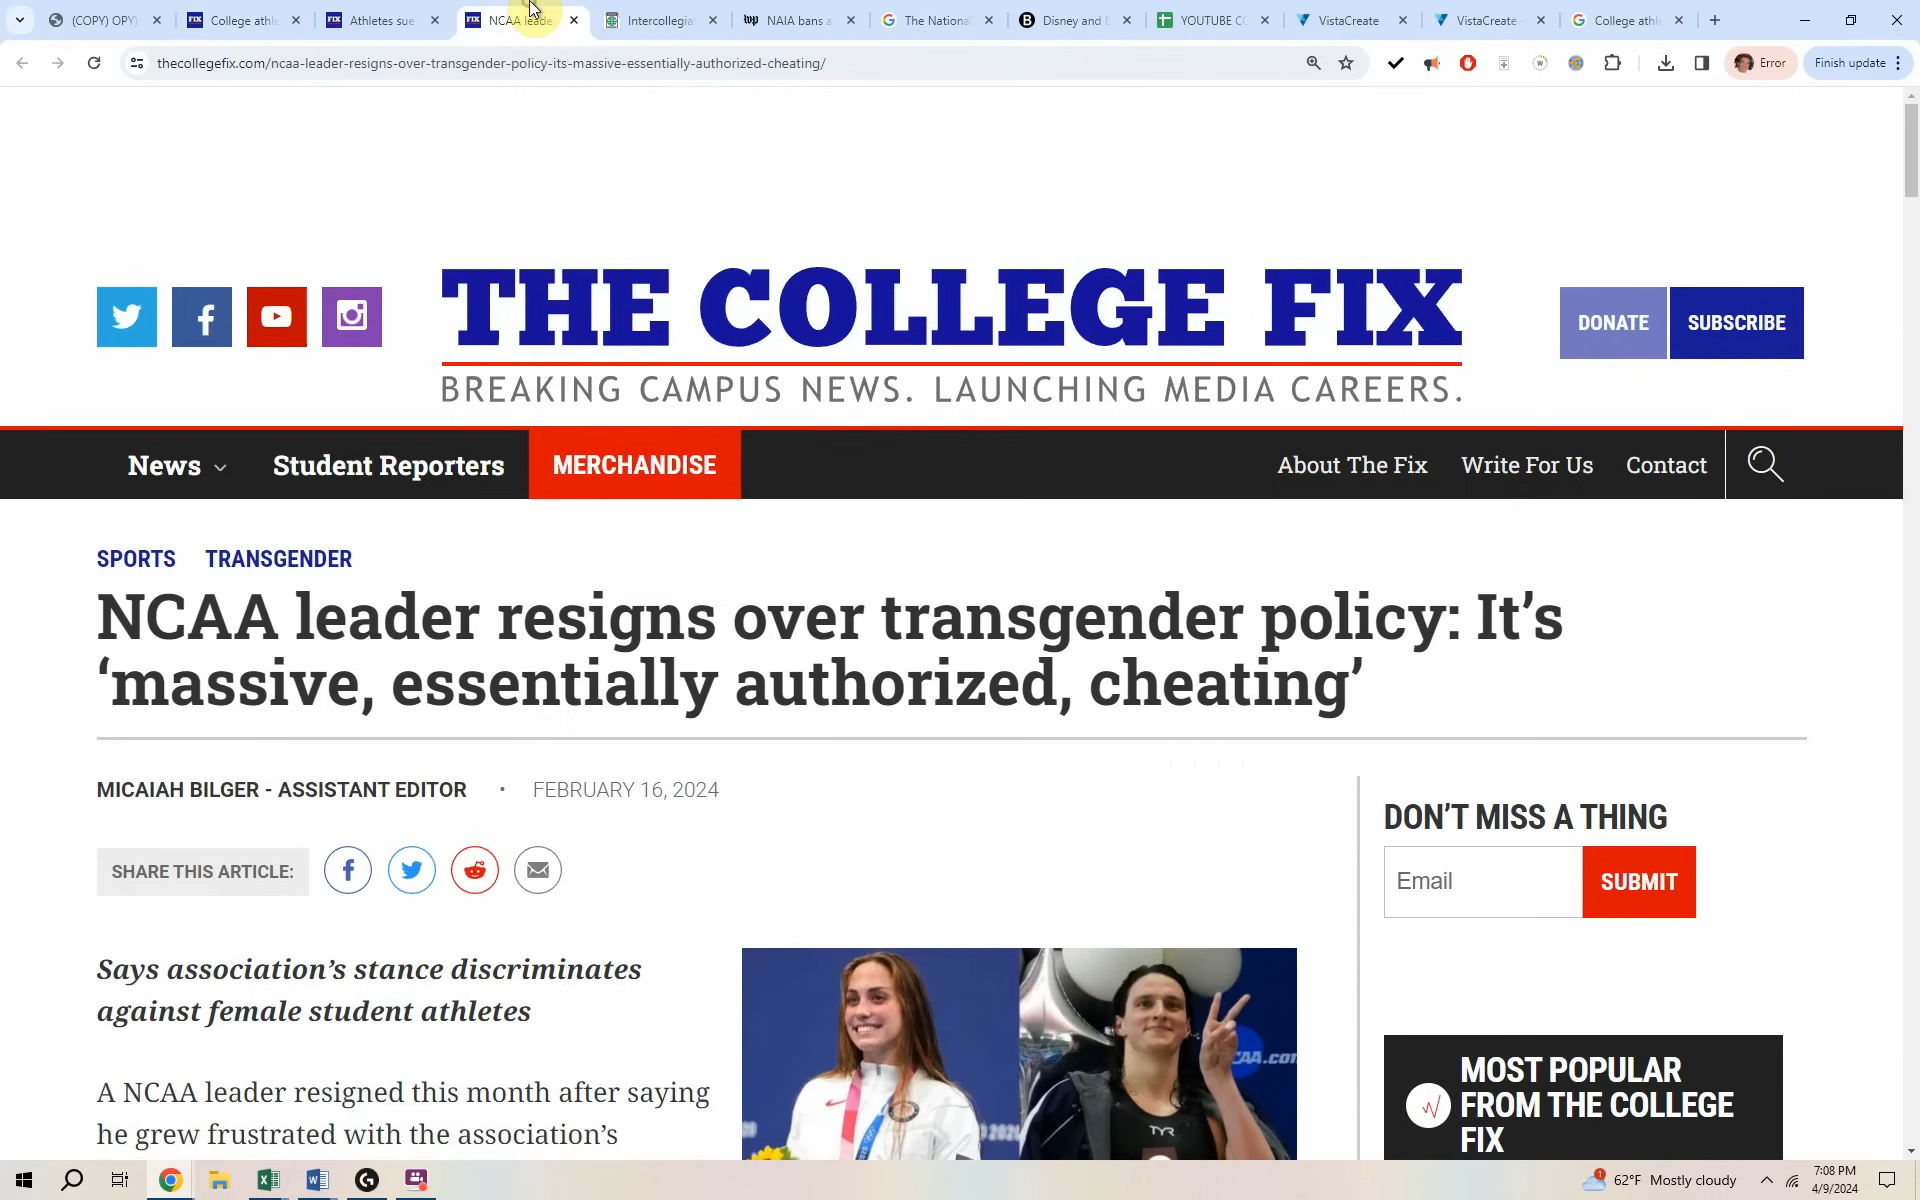 (COPY) OPY
College athl
Athletes sue
NCAA leade
Intercollegia
NAIA bans a
The Nationa
Disney and E
YOUTUBE CC
VistaCreate
VistaCreate
College athl
thecollegefix.com/ncaa-leader-resigns-over-transgender-policy-its-massive-essentially-authorized-cheating/
Error
Finish update
THE COLLEGE FIX
BREAKING CAMPUS NEWS. LAUNCHING MEDIA CAREERS.
DONATE
SUBSCRIBE
News
Student Reporters
MERCHANDISE
About The Fix
Write For Us
Contact
SPORTS TRANSGENDER
NCAA leader resigns over transgender policy: It’s
‘massive, essentially authorized, cheating’
MICAIAH BILGER - ASSISTANT EDITOR • FEBRUARY 16, 2024
SHARE THIS ARTICLE:
Says association’s stance discriminates
against female student athletes
A NCAA leader resigned this month after saying
he grew frustrated with the association’s
TYR
DON’T MISS A THING
Email
SUBMIT
MOST POPULAR
FROM THE COLLEGE
FIX
62°F Mostly cloudy
7:08 PM
4/9/2024